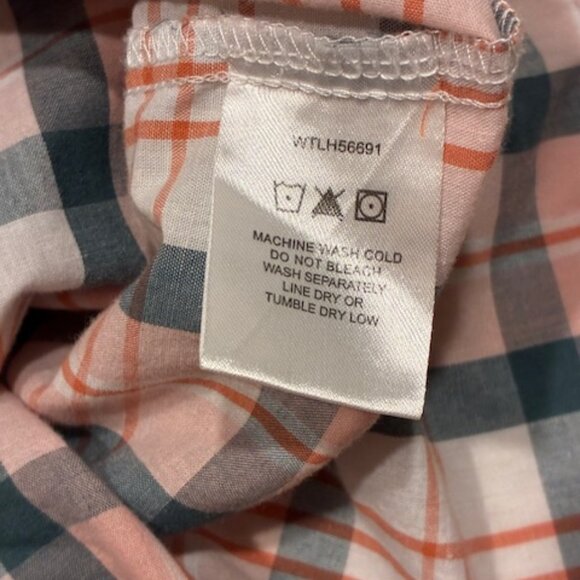 WTLH56691
MACHINE WASH COLD
DO NOT BLEACH
WASH SEPARATELY
LINE DRY OR
TUMBLE DRY LOW